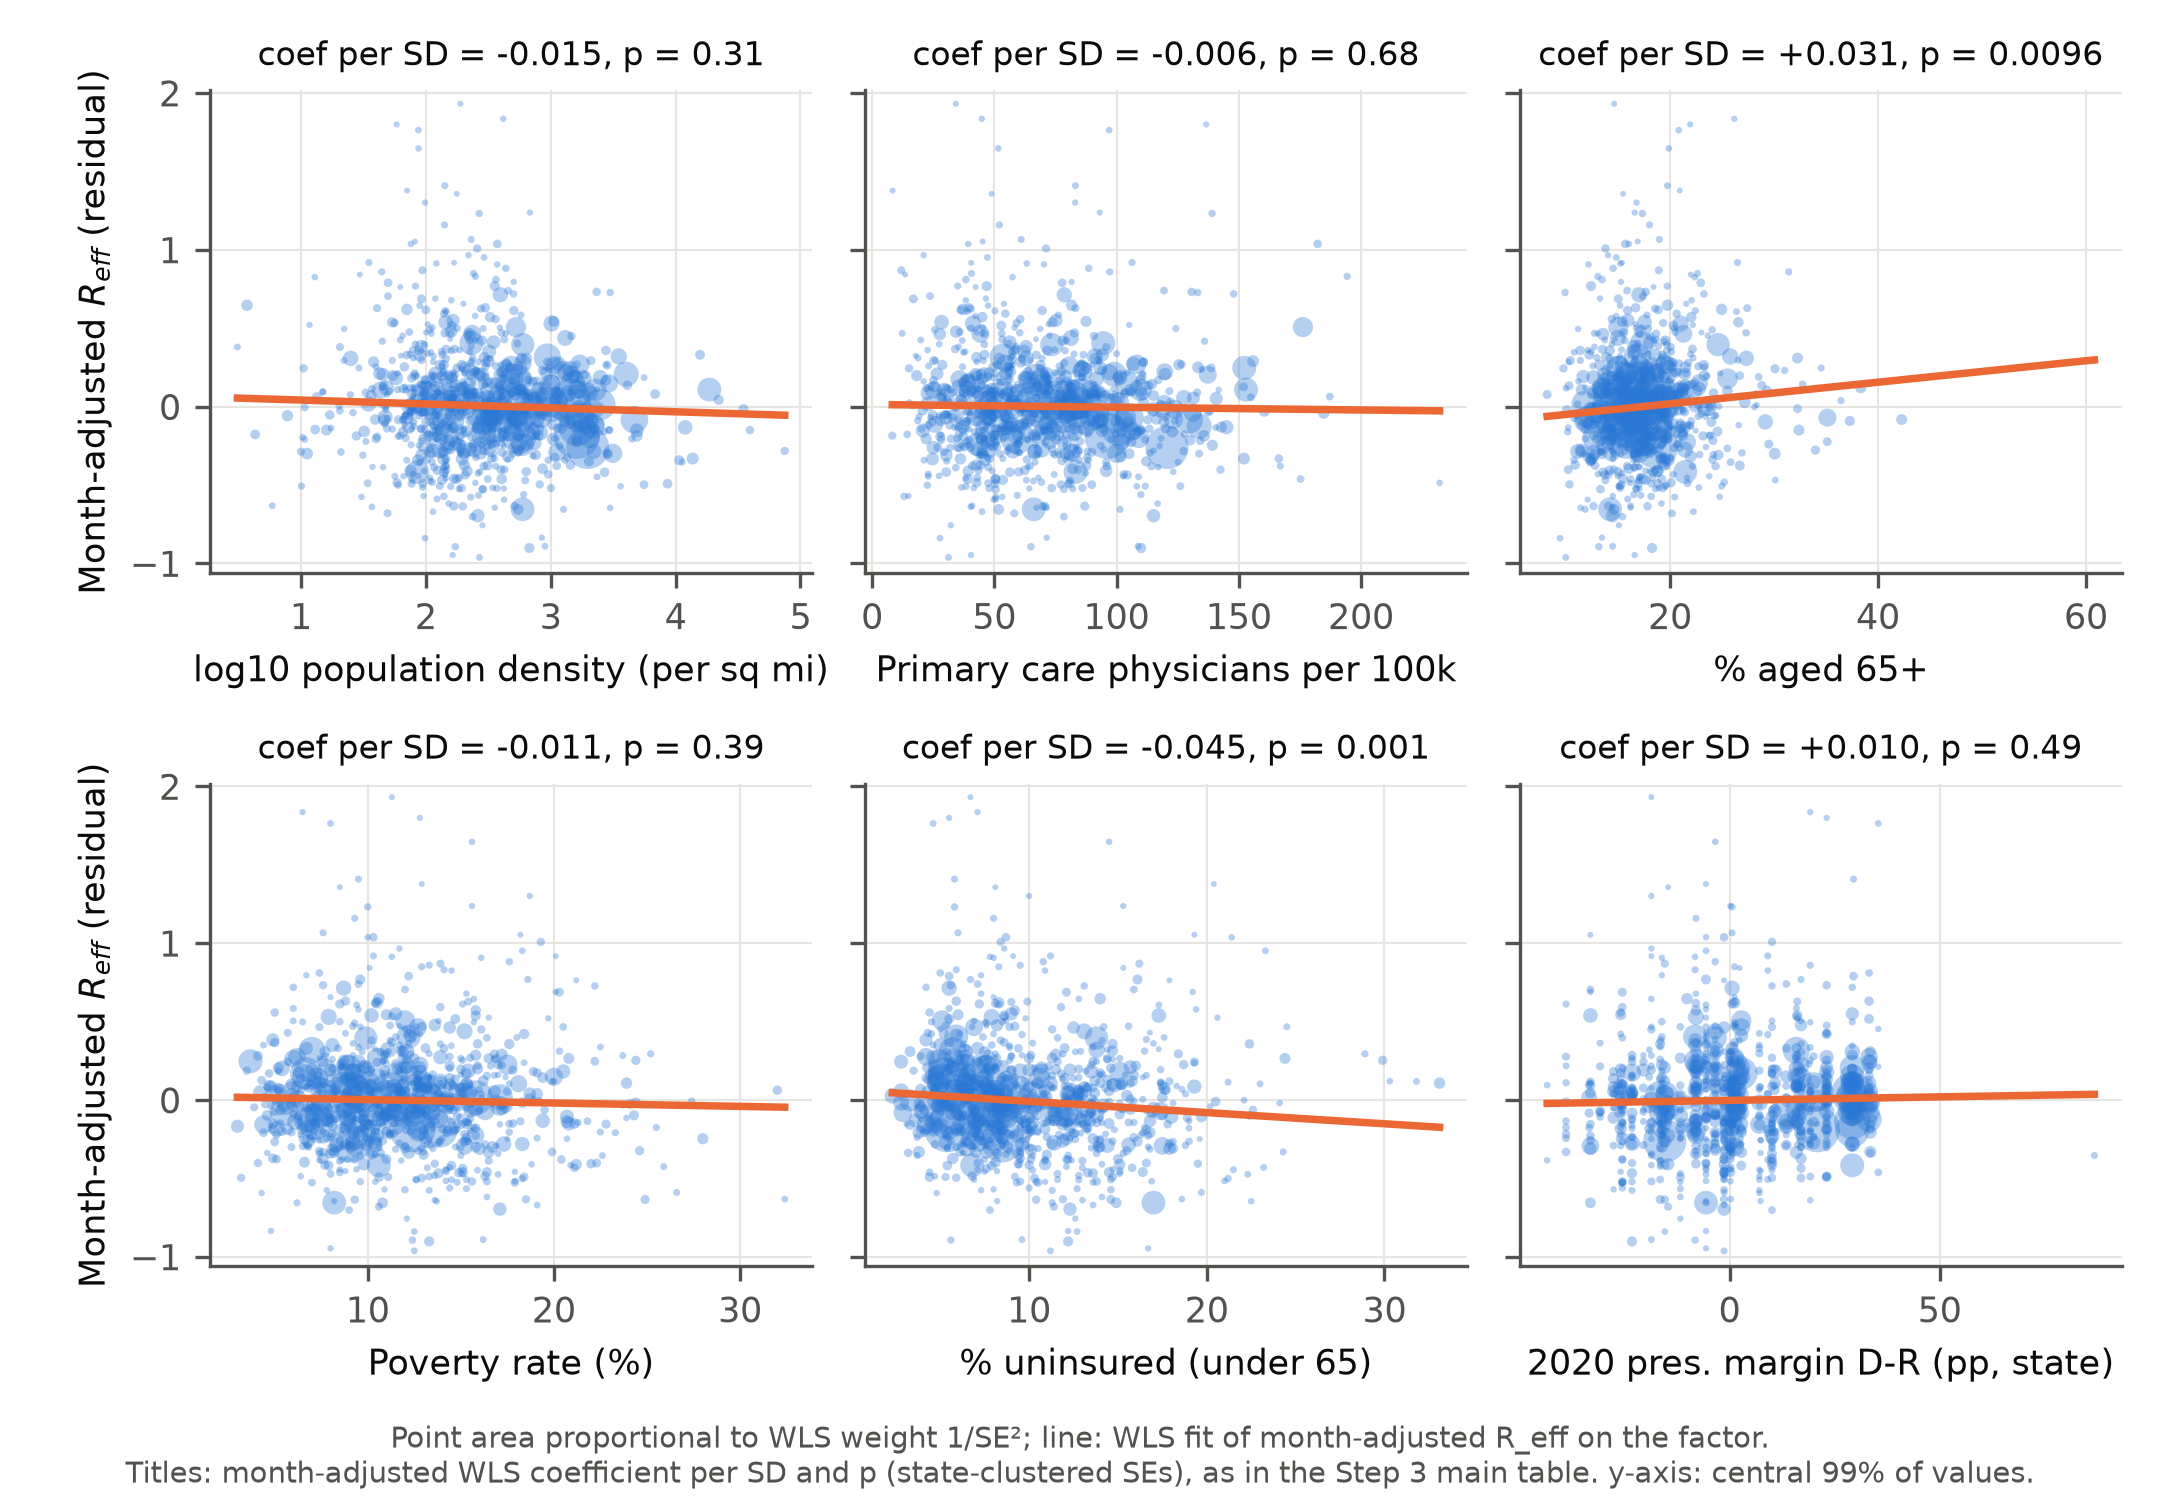 coef per SD = -0.015, p = 0.31
coef per SD = -0.006, p = 0.68
coef per SD = +0.031, p = 0.0096
Month-adjusted R_eff (residual)
2
1
0
−1
1 2 3 4 5
0 50 100 150 200
20 40 60
log10 population density (per sq mi)
Primary care physicians per 100k
% aged 65+
coef per SD = -0.011, p = 0.39
coef per SD = -0.045, p = 0.001
coef per SD = +0.010, p = 0.49
Month-adjusted R_eff (residual)
2
1
0
−1
10 20 30
10 20 30
0 50
Poverty rate (%)
% uninsured (under 65)
2020 pres. margin D-R (pp, state)
Point area proportional to WLS weight 1/SE²; line: WLS fit of month-adjusted R_eff on the factor.
Titles: month-adjusted WLS coefficient per SD and p (state-clustered SEs), as in the Step 3 main table. y-axis: central 99% of values.